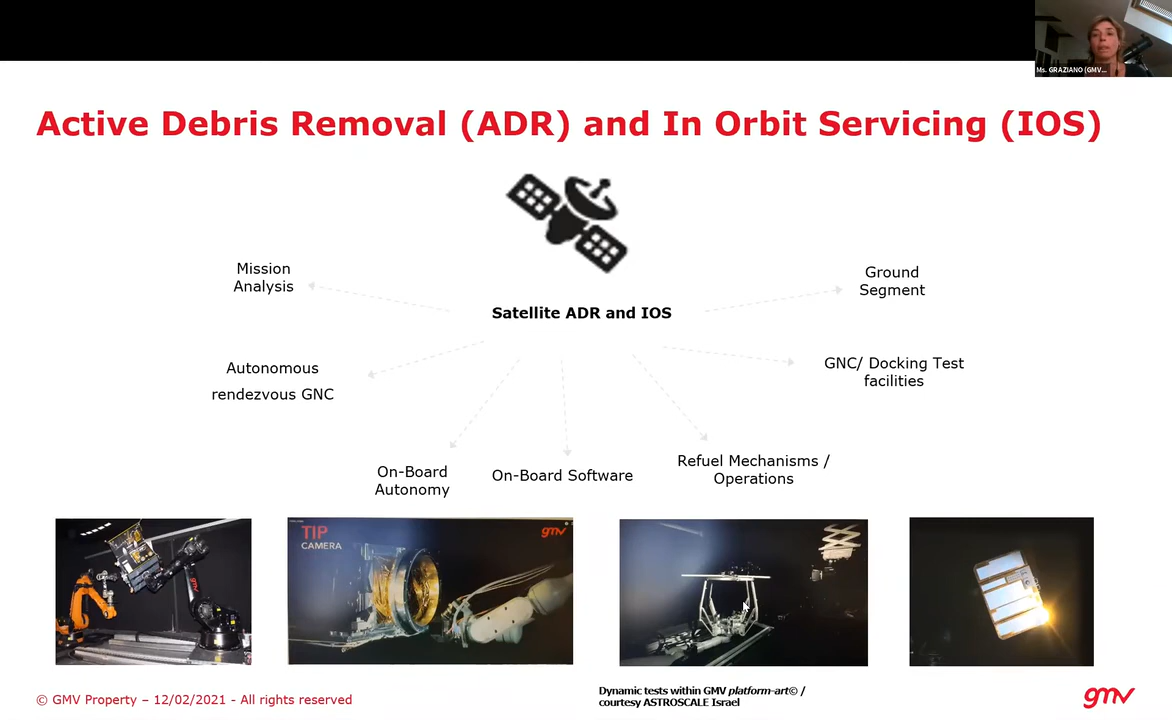 Ms. GRAZIANO (GMV...
Active Debris Removal (ADR) and In Orbit Servicing (IOS)
Mission
Analysis
Ground
Segment
Satellite ADR and IOS
Autonomous
rendezvous GNC
GNC/ Docking Test
facilities
On-Board
Autonomy
On-Board Software
Refuel Mechanisms /
Operations
TIP
CAMERA
gmv
Dynamic tests within GMV platform-art© /
courtesy ASTROSCALE Israel
© GMV Property – 12/02/2021 - All rights reserved
gmv